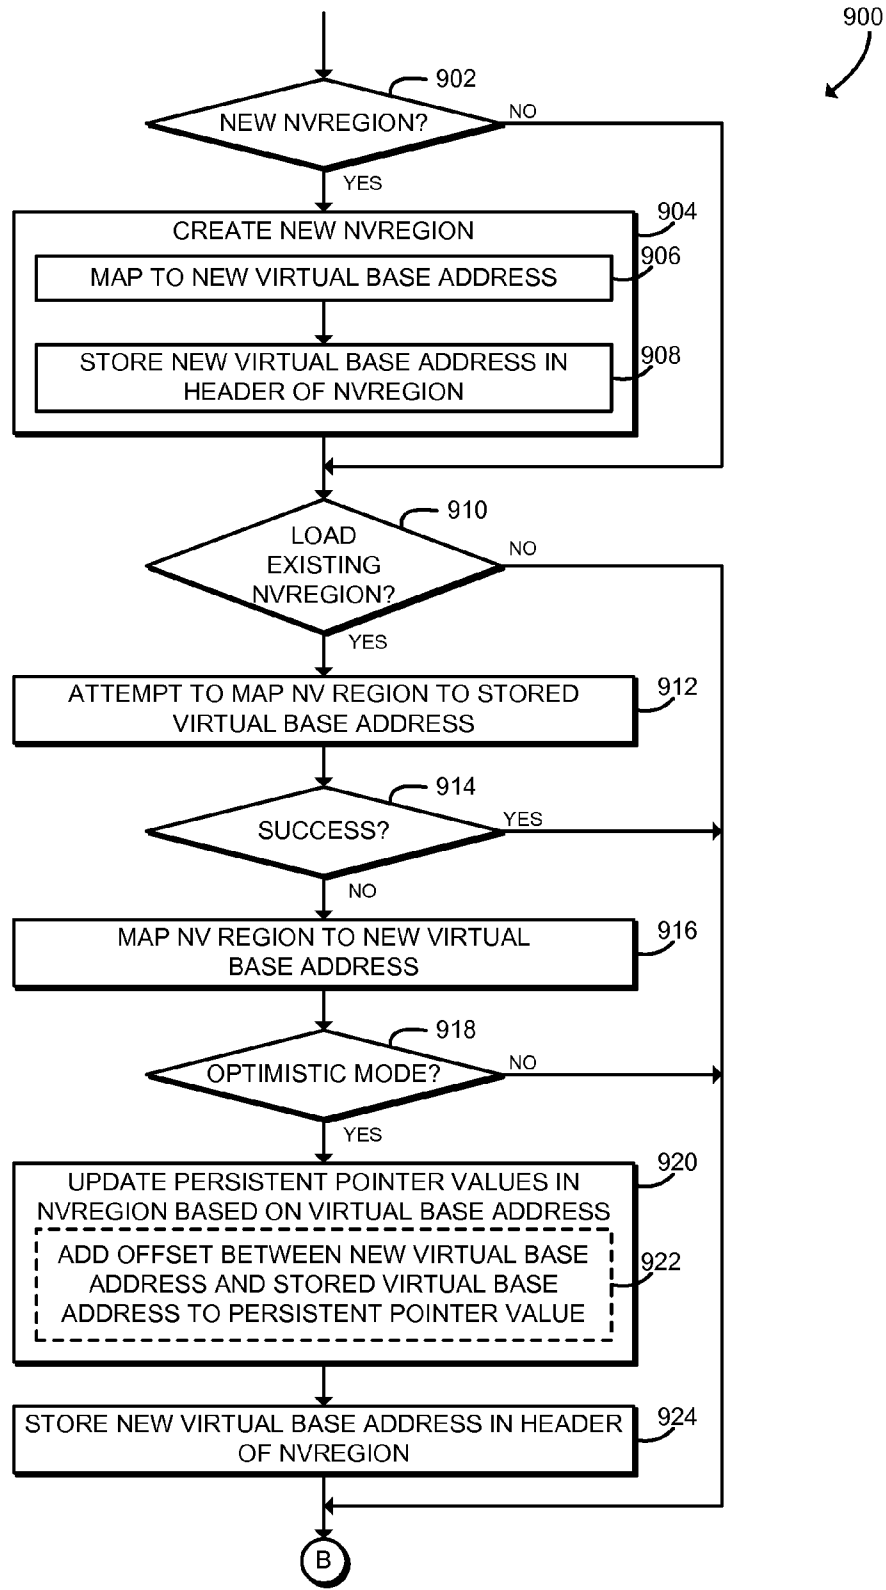 900
902
NEW NVREGION?
NO
YES
904
CREATE NEW NVREGION
906
MAP TO NEW VIRTUAL BASE ADDRESS
908
STORE NEW VIRTUAL BASE ADDRESS IN
HEADER OF NVREGION
910
LOAD
EXISTING
NVREGION?
NO
YES
912
ATTEMPT TO MAP NV REGION TO STORED
VIRTUAL BASE ADDRESS
914
SUCCESS?
YES
NO
916
MAP NV REGION TO NEW VIRTUAL
BASE ADDRESS
918
OPTIMISTIC MODE?
NO
YES
920
UPDATE PERSISTENT POINTER VALUES IN
NVREGION BASED ON VIRTUAL BASE ADDRESS
922
ADD OFFSET BETWEEN NEW VIRTUAL BASE
ADDRESS AND STORED VIRTUAL BASE
ADDRESS TO PERSISTENT POINTER VALUE
924
STORE NEW VIRTUAL BASE ADDRESS IN HEADER
OF NVREGION
B